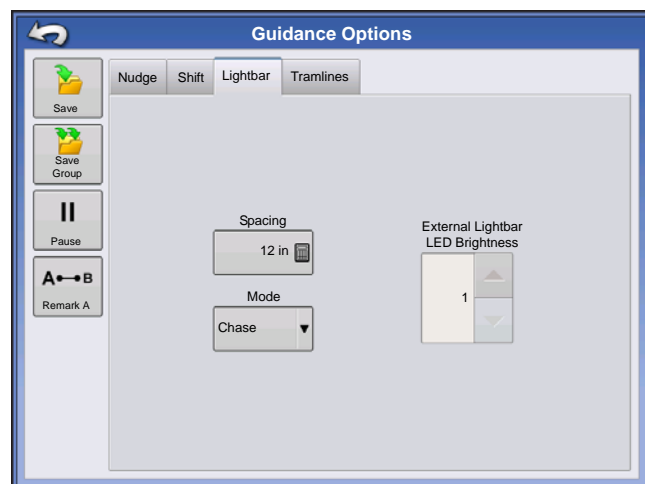 Guidance Options
Save
Save
Group
Pause
A B
Remark A
Nudge Shift Lightbar Tramlines
Spacing
12 in
Mode
Chase
External Lightbar
LED Brightness
1